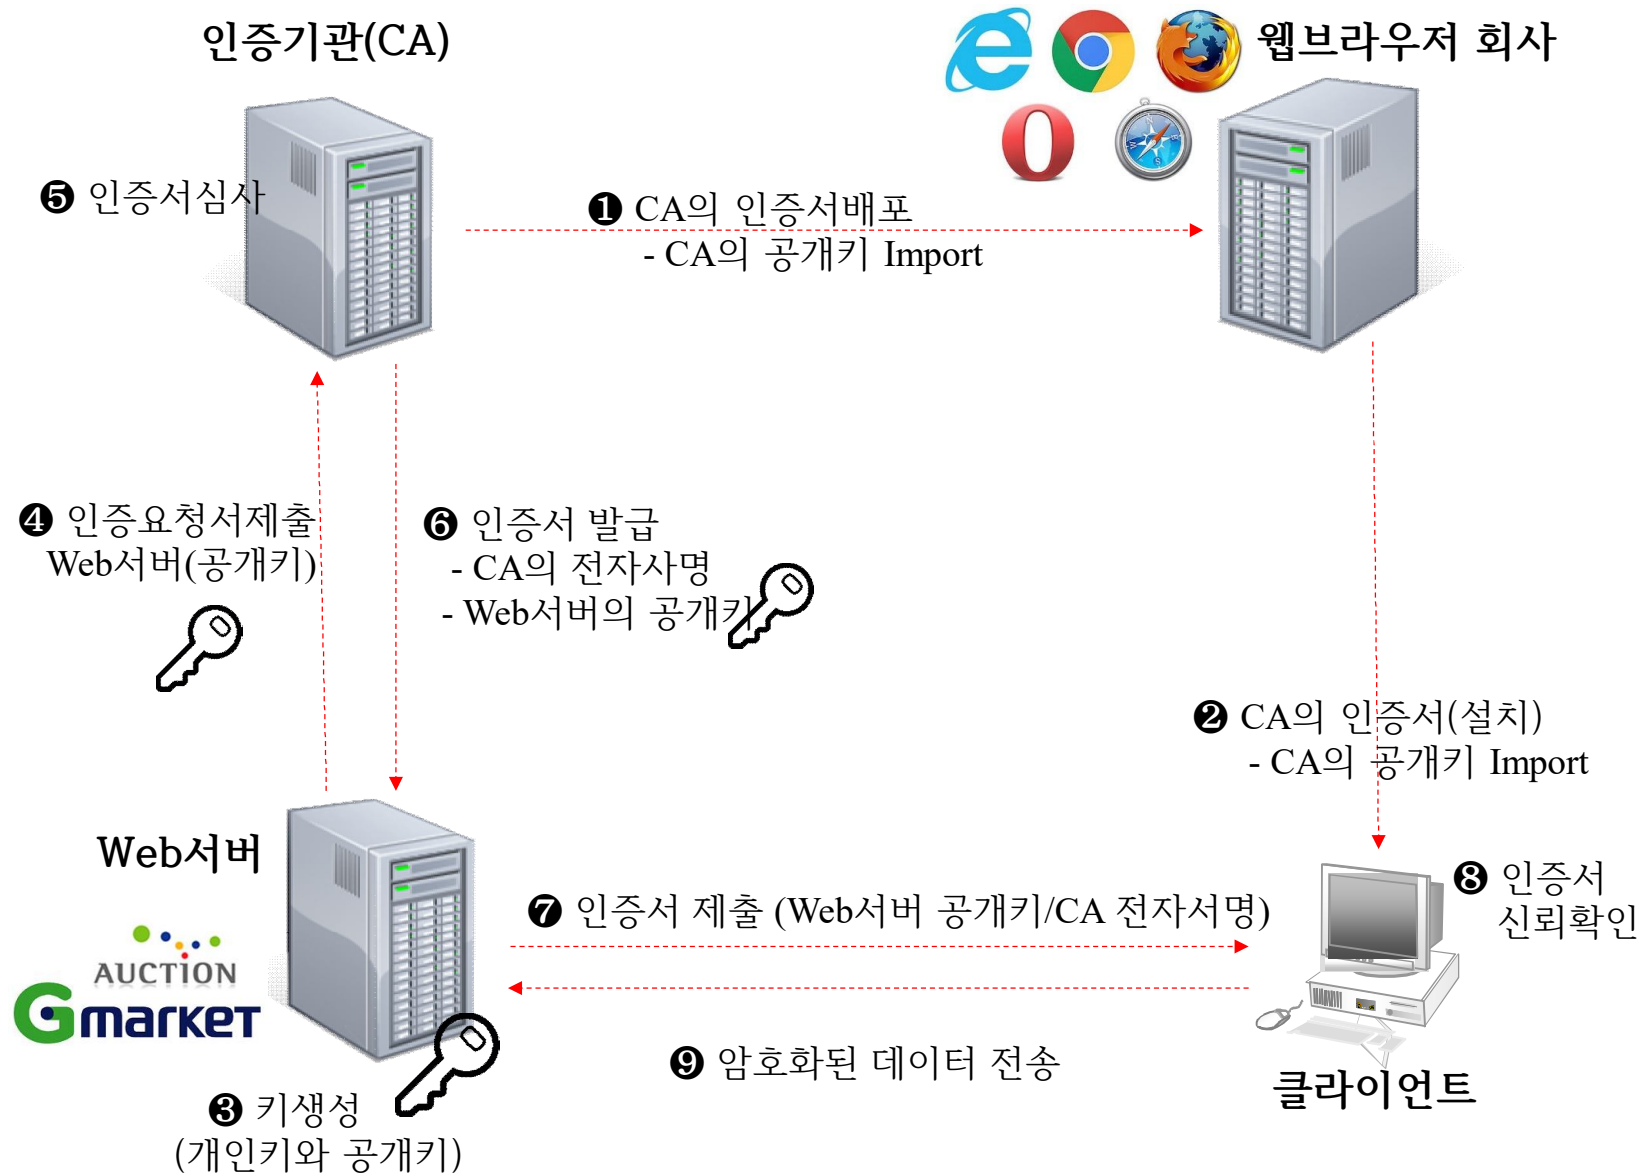 인증기관(CA)
웹브라우저 회사
❺ 인증서심사
❶ CA의 인증서배포
- CA의 공개키 Import
❹ 인증요청서제출
Web서버(공개키)
❻ 인증서 발급
- CA의 전자사명
- Web서버의 공개키
❷ CA의 인증서(설치)
- CA의 공개키 Import
Web서버
AUCTION
Gmarket
❼ 인증서 제출 (Web서버 공개키/CA 전자서명)
❽ 인증서
신뢰확인
❾ 암호화된 데이터 전송
클라이언트
❸ 키생성
(개인키와 공개키)